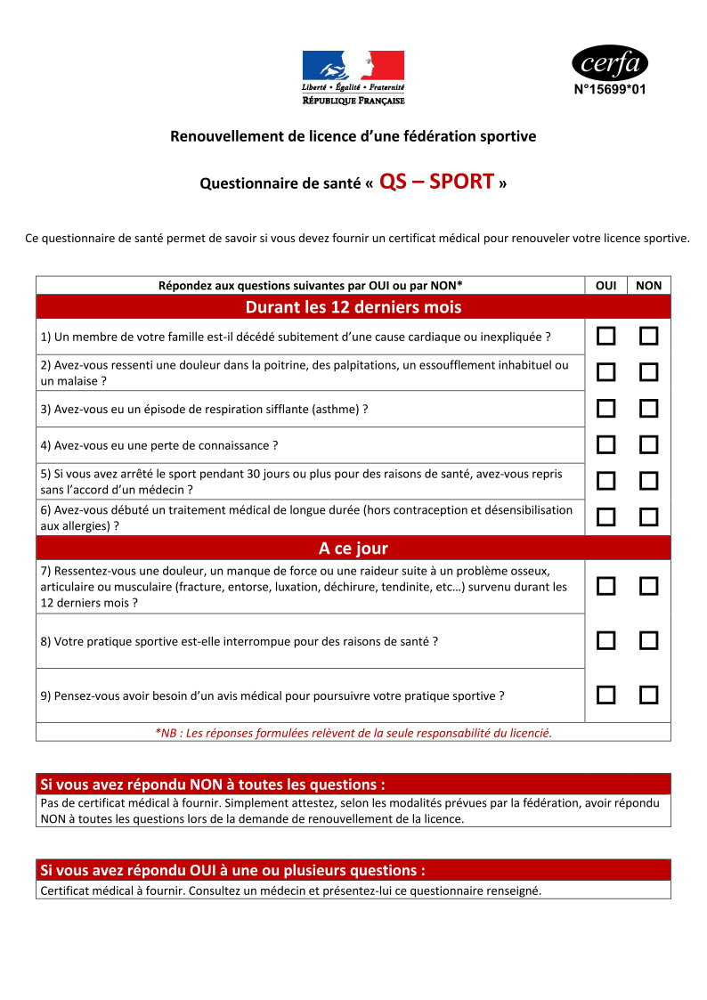 Liberté • Égalité • Fraternité
RÉPUBLIQUE FRANÇAISE
cerfa
N°15699*01
Renouvellement de licence d’une fédération sportive
Questionnaire de santé « QS – SPORT »
Ce questionnaire de santé permet de savoir si vous devez fournir un certificat médical pour renouveler votre licence sportive.
Répondez aux questions suivantes par OUI ou par NON* OUI NON
Durant les 12 derniers mois
1) Un membre de votre famille est-il décédé subitement d’une cause cardiaque ou inexpliquée ?
2) Avez-vous ressenti une douleur dans la poitrine, des palpitations, un essoufflement inhabituel ou
un malaise ?
3) Avez-vous eu un épisode de respiration sifflante (asthme) ?
4) Avez-vous eu une perte de connaissance ?
5) Si vous avez arrêté le sport pendant 30 jours ou plus pour des raisons de santé, avez-vous repris
sans l’accord d’un médecin ?
6) Avez-vous débuté un traitement médical de longue durée (hors contraception et désensibilisation
aux allergies) ?
A ce jour
7) Ressentez-vous une douleur, un manque de force ou une raideur suite à un problème osseux,
articulaire ou musculaire (fracture, entorse, luxation, déchirure, tendinite, etc…) survenu durant les
12 derniers mois ?
8) Votre pratique sportive est-elle interrompue pour des raisons de santé ?
9) Pensez-vous avoir besoin d’un avis médical pour poursuivre votre pratique sportive ?
*NB : Les réponses formulées relèvent de la seule responsabilité du licencié.
Si vous avez répondu NON à toutes les questions :
Pas de certificat médical à fournir. Simplement attestez, selon les modalités prévues par la fédération, avoir répondu
NON à toutes les questions lors de la demande de renouvellement de la licence.
Si vous avez répondu OUI à une ou plusieurs questions :
Certificat médical à fournir. Consultez un médecin et présentez-lui ce questionnaire renseigné.